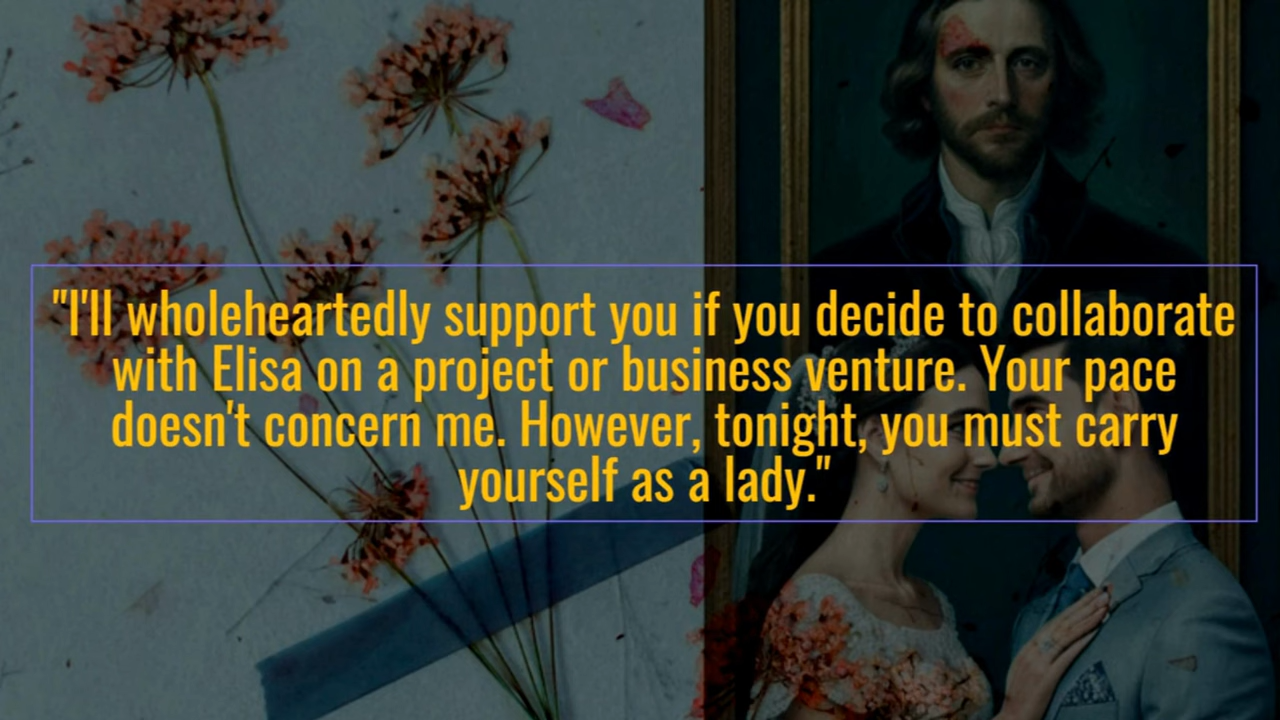 "I'll wholeheartedly support you if you decide to collaborate
with Elisa on a project or business venture. Your pace
doesn't concern me. However, tonight, you must carry
yourself as a lady."